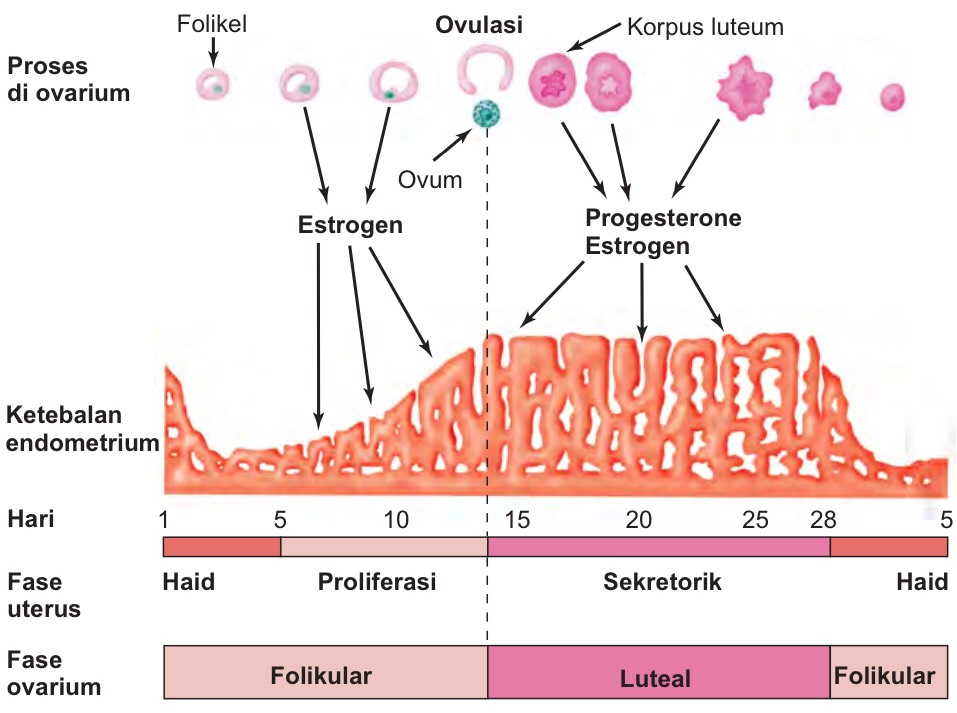 Folikel
Ovulasi
Korpus luteum
Proses
di ovarium
Ovum
Estrogen
Progesterone
Estrogen
Ketebalan
endometrium
Hari 1 5 10 15 20 25 28 5
Fase
uterus
Haid Proliferasi Sekretorik Haid
Fase
ovarium
Folikular Luteal Folikular